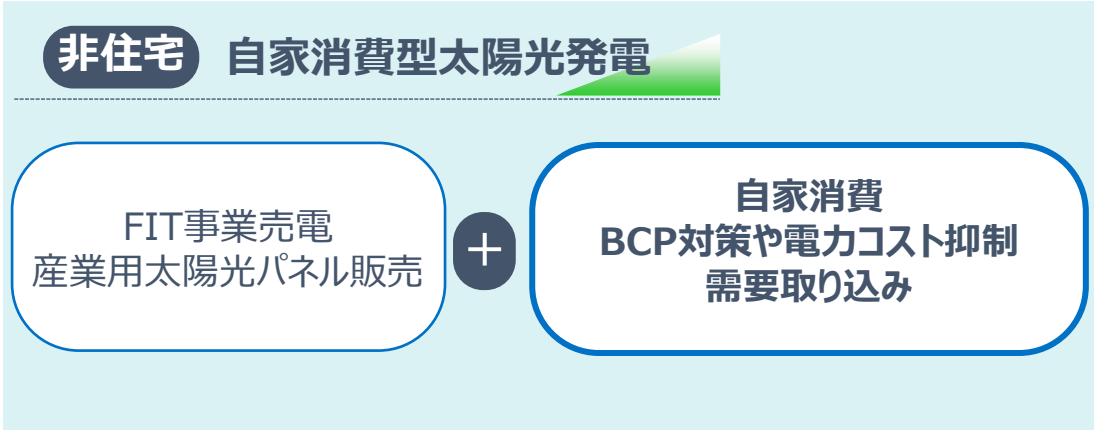 非住宅 自家消費型太陽光発電
FIT事業売電
産業用太陽光パネル販売
＋
自家消費
BCP対策や電力コスト抑制
需要取り込み